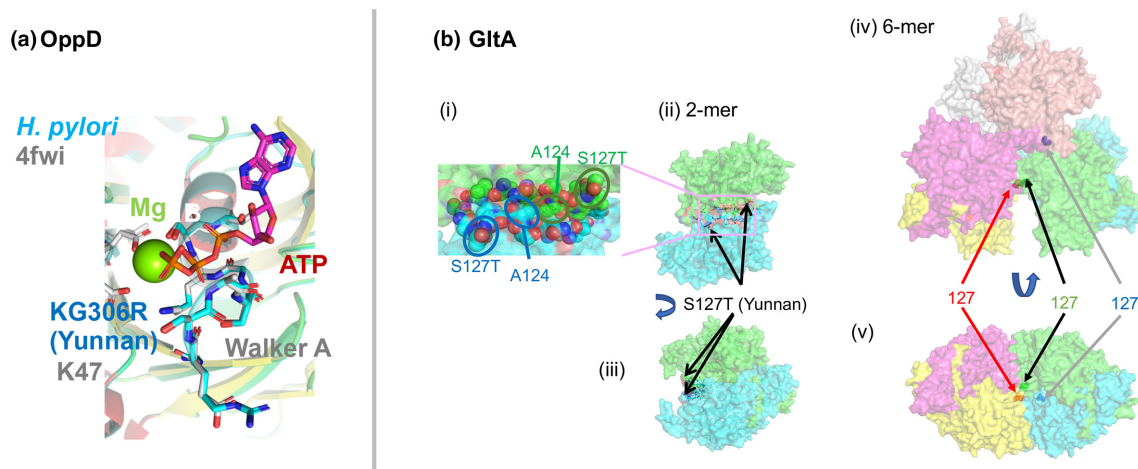 (a) OppD
H. pylori
4fwi
Mg
ATP
KG306R
(Yunnan)
Walker A
K47
(b) GltA
(i)
A124
S127T
S127T
A124
(ii) 2-mer
S127T (Yunnan)
(iii)
(iv) 6-mer
127
127
127
(v)